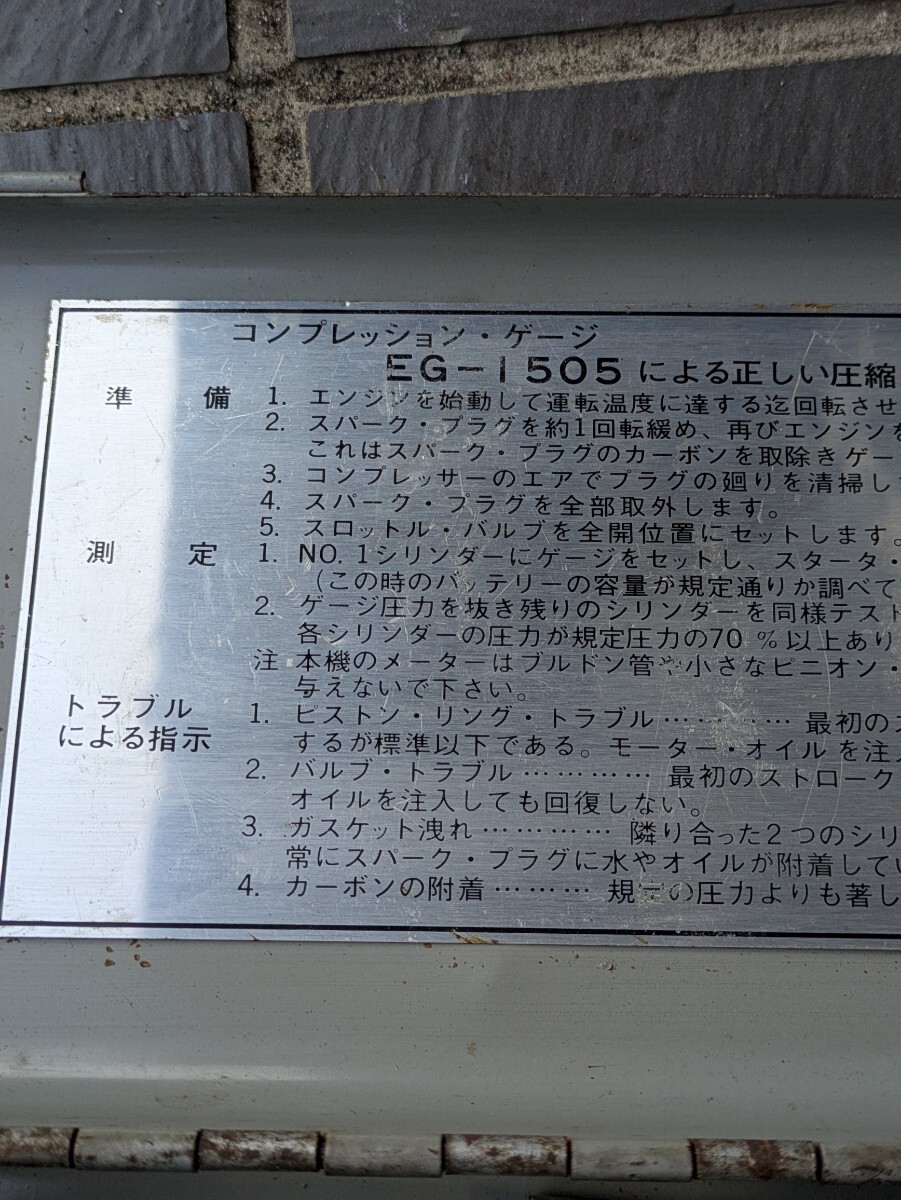 コンプレッション・ゲージ
EG-1505による正しい圧縮
準備 1. エンジンを始動して運転温度に達する迄回転させ
2. スパーク・プラグを約1回転緩め、再びエンジンを
これはスパーク・プラグのカーボンを取除きゲー
3. コンプレッサーのエアでプラグの廻りを清掃し
4. スパーク・プラグを全部取外します。
5. スロットル・バルブを全開位置にセットします。
測定 1. NO.1シリンダーにゲージをセットし、スタータ・
(この時のバッテリーの容量が規定通りか調べて
2. ゲージ圧力を抜き残りのシリンダーを同様テスト
各シリンダーの圧力が規定圧力の70%以上あり
注 本機のメーターはブルドン管や小さなピニオン・
与えないで下さい。
トラブルによる指示 1. ピストン・リング・トラブル………… 最初のス
するが標準以下である。モーター・オイルを注入
2. バルブ・トラブル………… 最初のストローク
オイルを注入しても回復しない。
3. ガスケット洩れ………… 隣り合った2つのシリ
常にスパーク・プラグに水やオイルが附着してい
4. カーボンの附着……… 規定の圧力よりも著し